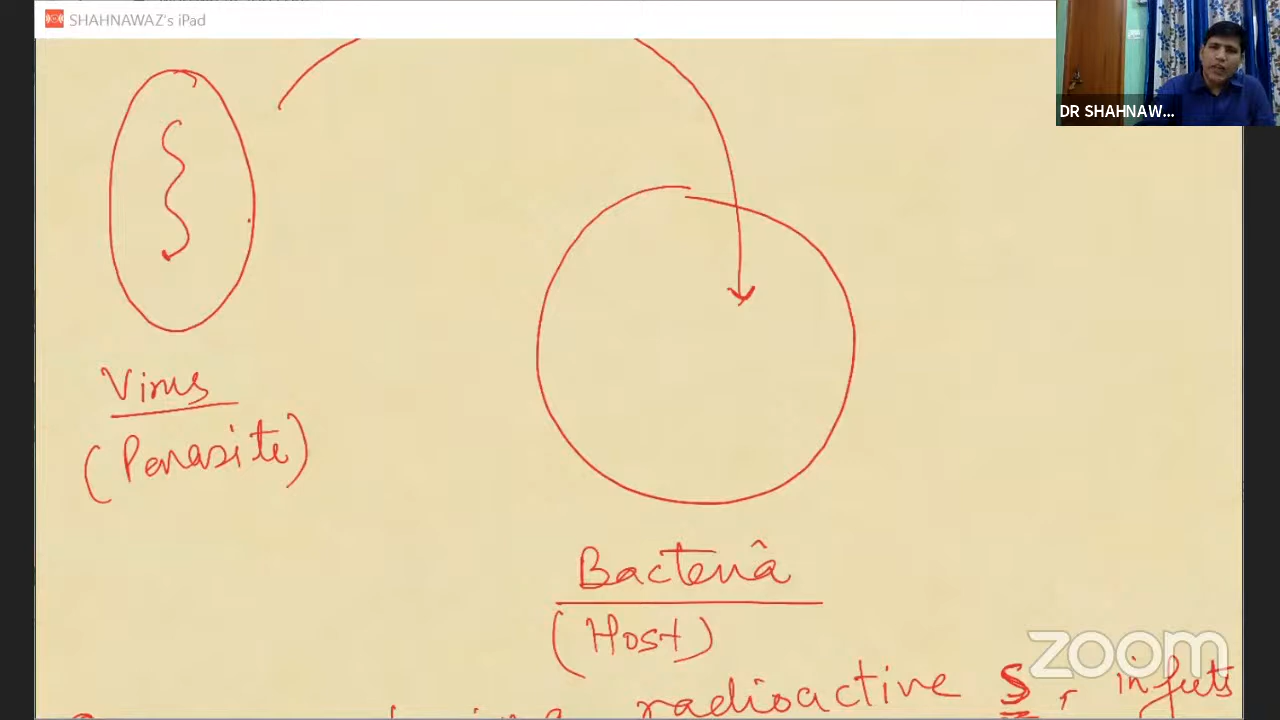 SHAHNAWAZ's iPad
DR SHAHNAW...
Virus
(Parasite)
Bacteria
(Host)
zoom
radioactive S, infects